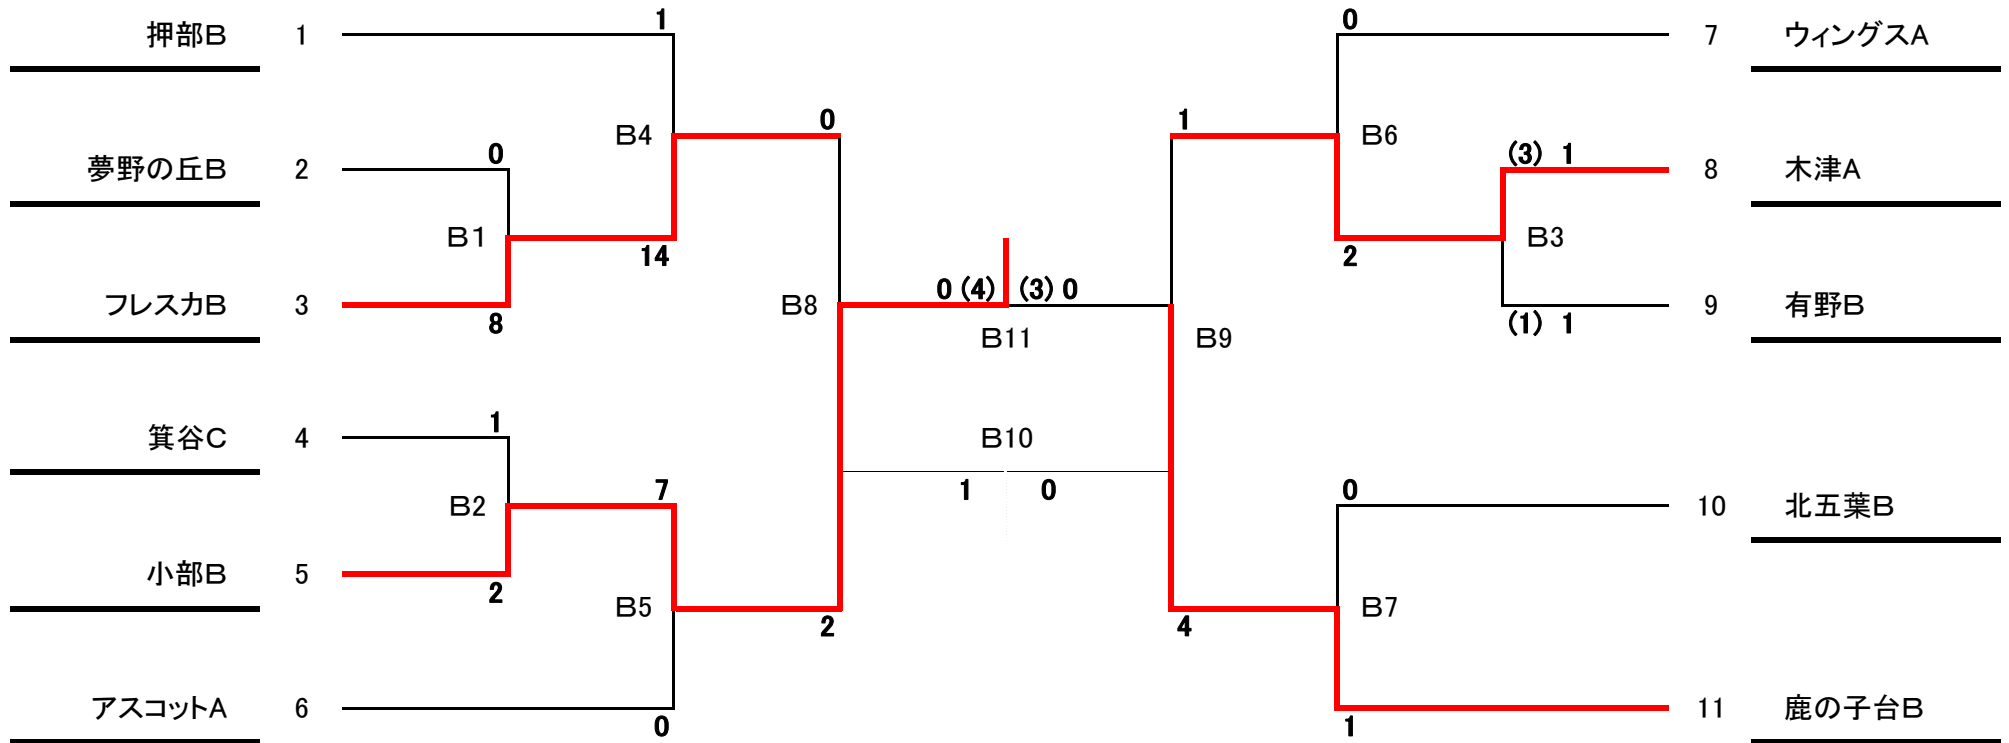 1
0
押部B 1
7 ウィングスA
0
1
B4
B6
0
(3) 1
夢野の丘B 2
8 木津A
B1
B3
14
2
0 (4) (3) 0
フレスカB 3
B8
9 有野B
8
(1) 1
B11
B9
1
箕谷C 4
B10
7
1 0
0
B2
10 北五葉B
小部B 5
2
B5
B7
2
4
アスコットA 6
11 鹿の子台B
0
1